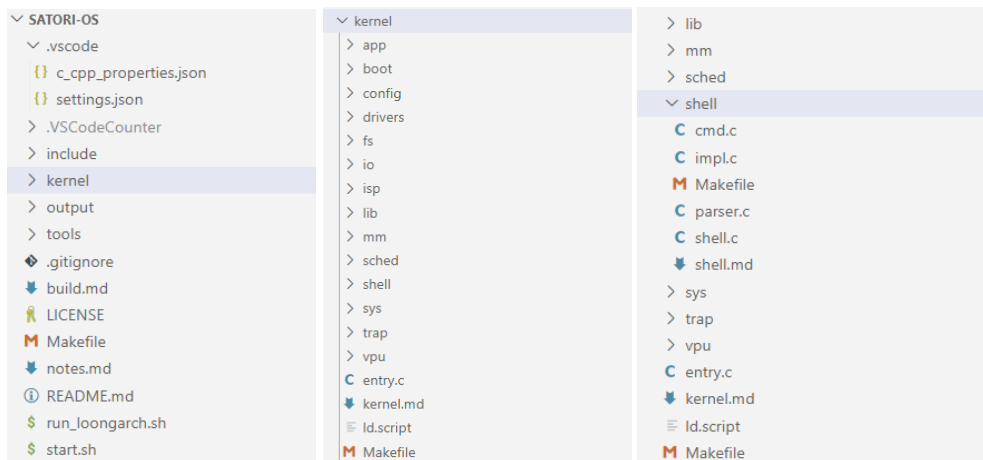 SATORI-OS
.vscode
{} c_cpp_properties.json
{} settings.json
.VSCodeCounter
include
kernel
output
tools
.gitignore
build.md
LICENSE
M Makefile
notes.md
README.md
$ run_loongarch.sh
$ start.sh
kernel
app
boot
config
drivers
fs
io
isp
lib
mm
sched
shell
sys
trap
vpu
C entry.c
kernel.md
ld.script
M Makefile
lib
mm
sched
shell
C cmd.c
C impl.c
M Makefile
C parser.c
C shell.c
shell.md
sys
trap
vpu
C entry.c
kernel.md
ld.script
M Makefile